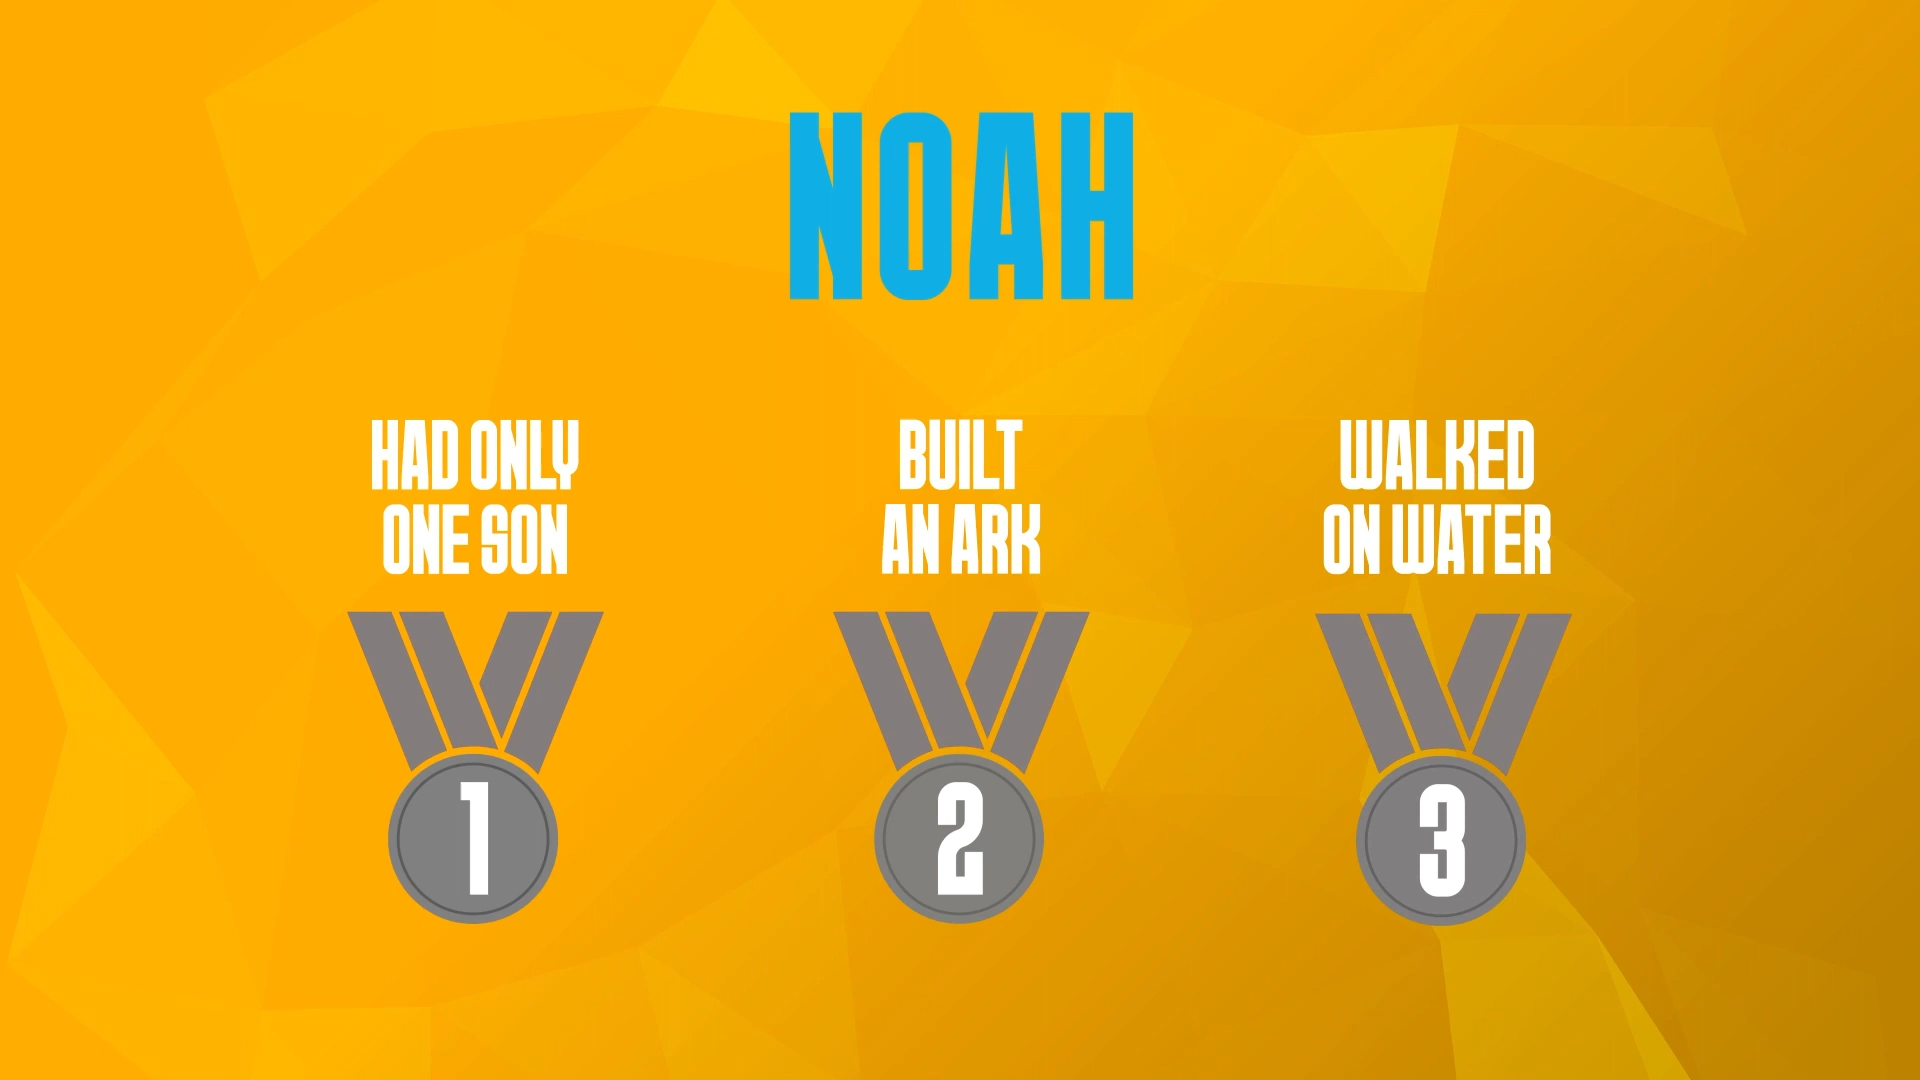 NOAH
HAD ONLY
ONE SON
BUILT
AN ARK
WALKED
ON WATER
1
2
3